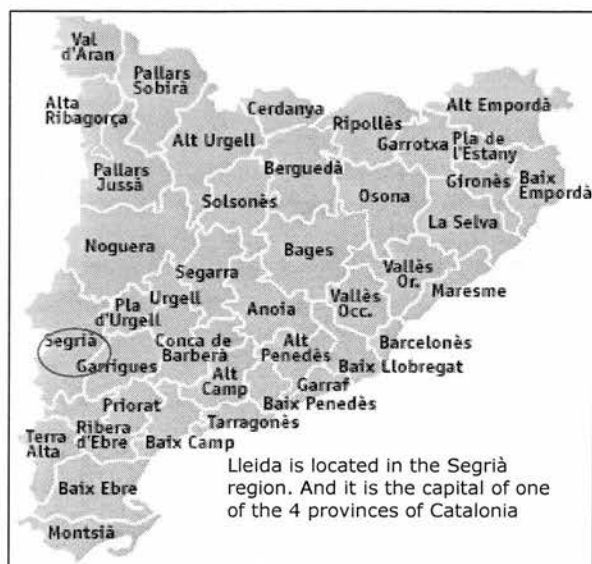 Val
d'Aran
Pallars
Sobirà
Alta
Ribagorça
Cerdanya
Alt Empordà
Ripollès
Alt Urgell
Garrotxa
Pla de
l'Estany
Berguedà
Pallars
Jussà
Gironès
Baix
Empordà
Solsonès
Osona
La Selva
Noguera
Bages
Segarra
Vallès
Or.
Maresme
Pla
d'Urgell
Urgell
Anoia
Vallès
Occ.
Segrià
Conca de
Barberà
Alt
Penedès
Barcelonès
Garrigues
Baix Llobregat
Alt
Camp
Garraf
Priorat
Baix Penedès
Tarragonès
Terra
Alta
Ribera
d'Ebre
Baix Camp
Baix Ebre
Montsià
Lleida is located in the Segrià
region. And it is the capital of one
of the 4 provinces of Catalonia